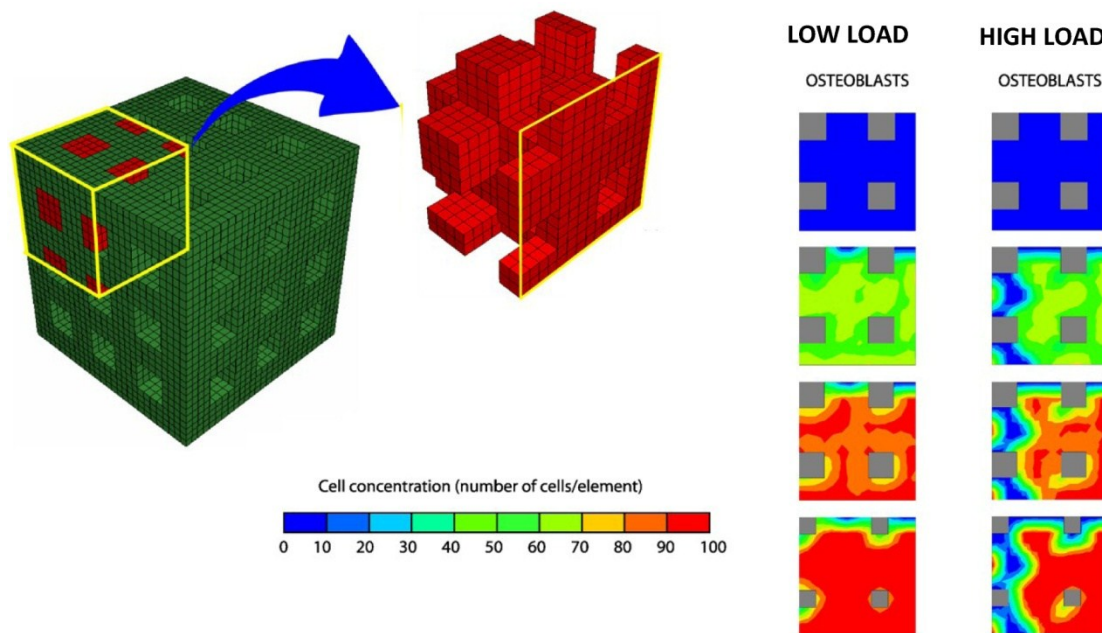 LOW LOAD
HIGH LOAD
OSTEOBLASTS
OSTEOBLASTS
Cell concentration (number of cells/element)
0 10 20 30 40 50 60 70 80 90 100